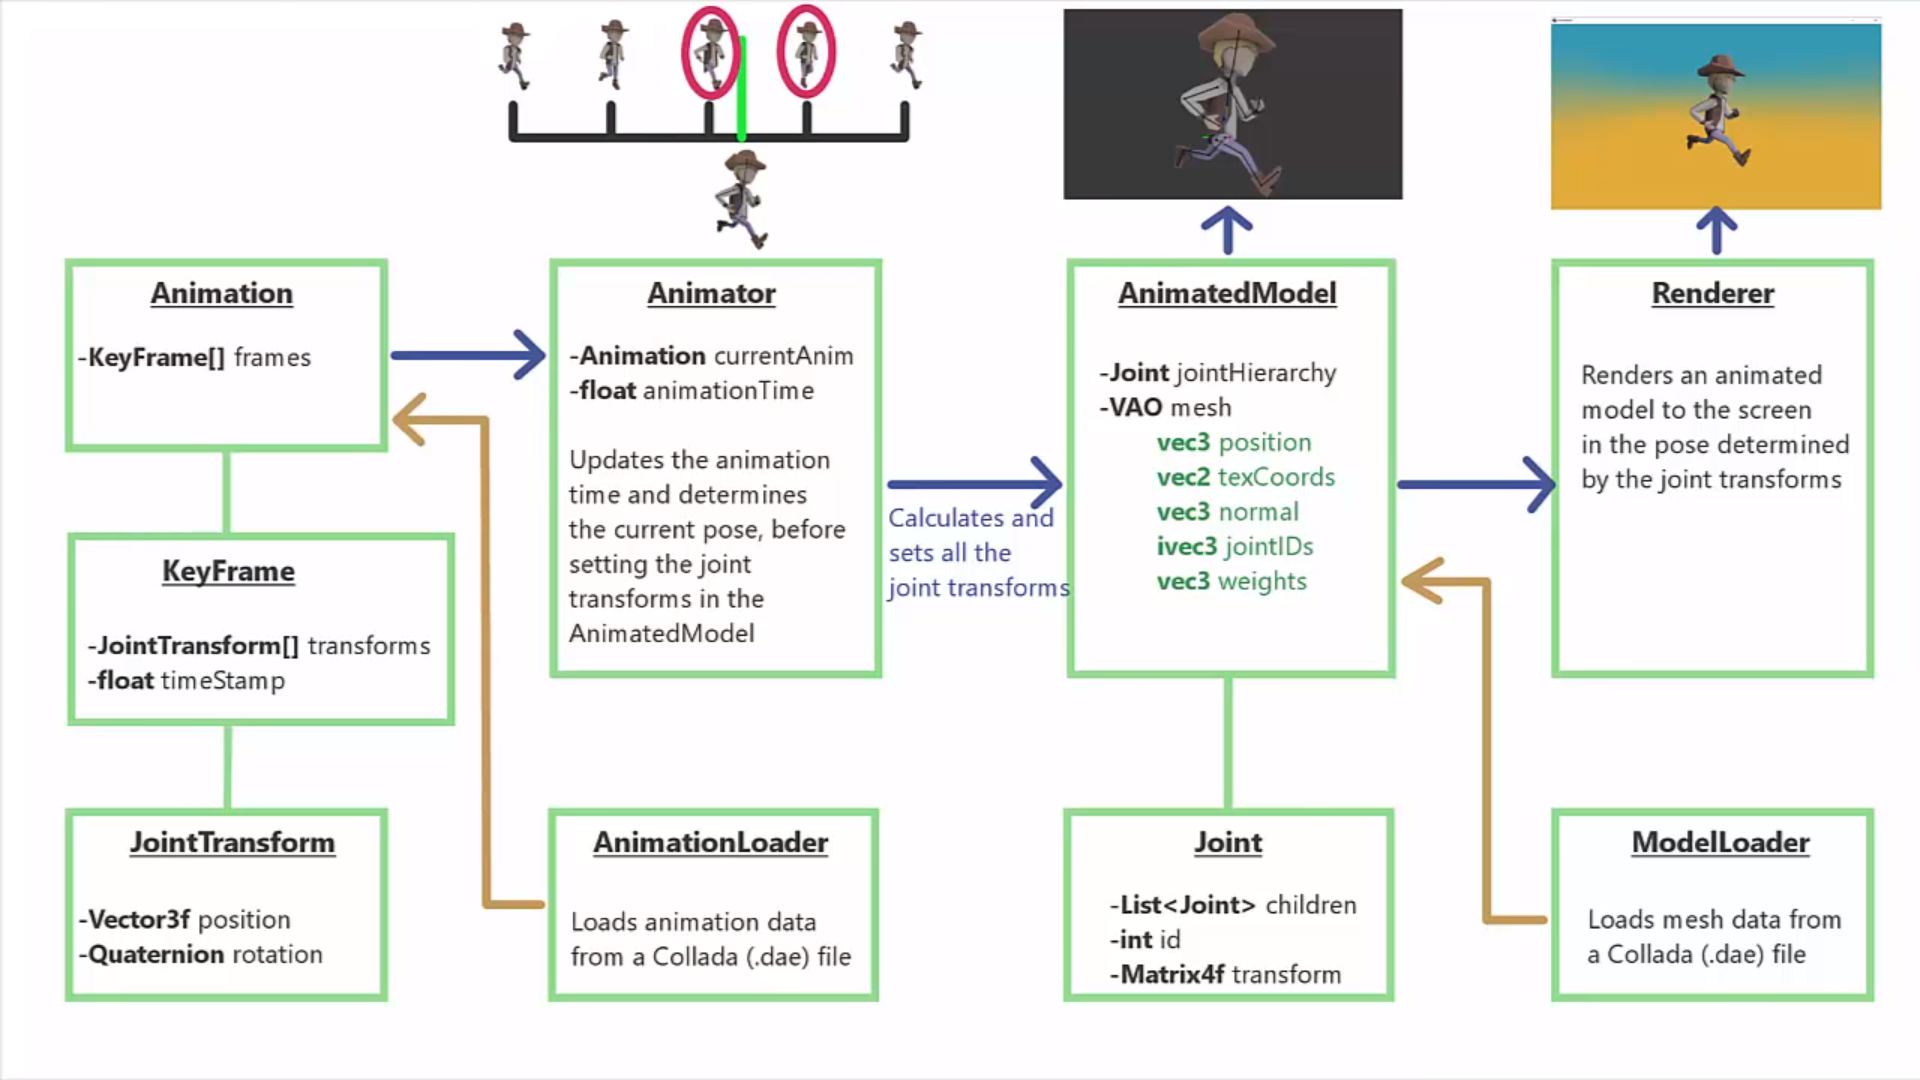 Animation
-KeyFrame[] frames
Animator
-Animation currentAnim
-float animationTime
Updates the animation
time and determines
the current pose, before
setting the joint
transforms in the
AnimatedModel
Calculates and
sets all the
joint transforms
AnimatedModel
-Joint jointHierarchy
-VAO mesh
vec3 position
vec2 texCoords
vec3 normal
ivec3 jointIDs
vec3 weights
Renderer
Renders an animated
model to the screen
in the pose determined
by the joint transforms
KeyFrame
-JointTransform[] transforms
-float timeStamp
JointTransform
-Vector3f position
-Quaternion rotation
AnimationLoader
Loads animation data
from a Collada (.dae) file
Joint
-List<Joint> children
-int id
-Matrix4f transform
ModelLoader
Loads mesh data from
a Collada (.dae) file